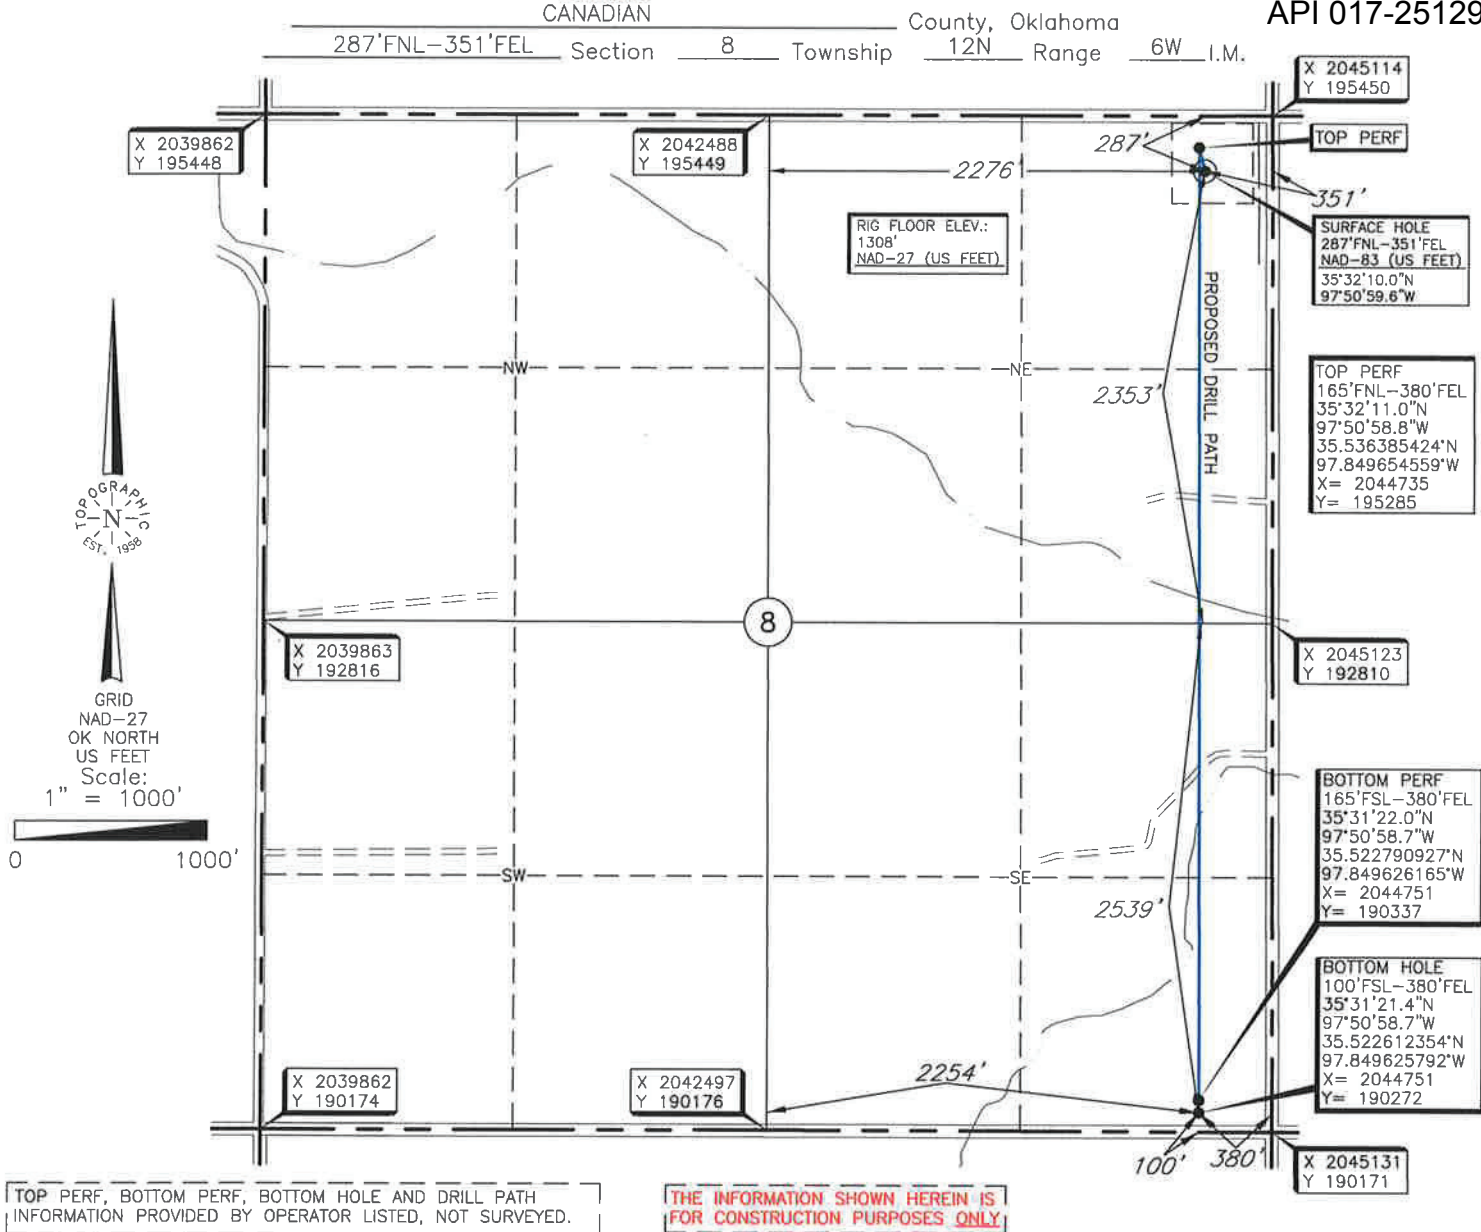 API 017-25129
CANADIAN County, Oklahoma
287'FNL-351'FEL Section 8 Township 12N Range 6W I.M.
X 2045114
Y 195450
X 2039862
Y 195448
X 2042488
Y 195449
287'
TOP PERF
2276'
351'
RIG FLOOR ELEV.:
1308'
NAD-27 (US FEET)
SURFACE HOLE
287'FNL-351'FEL
NAD-83 (US FEET)
35°32'10.0"N
97°50'59.6"W
PROPOSED DRILL PATH
NW
NE
2353'
TOP PERF
165'FNL-380'FEL
35°32'11.0"N
97°50'58.8"W
35.536385424°N
97.849654559°W
X= 2044735
Y= 195285
TOPOGRAPHIC
N
EST. 1958
8
X 2039863
Y 192816
X 2045123
Y 192810
GRID
NAD-27
OK NORTH
US FEET
Scale:
1" = 1000'
0 1000'
BOTTOM PERF
165'FSL-380'FEL
35°31'22.0"N
97°50'58.7"W
35.522790927°N
97.849626165°W
X= 2044751
Y= 190337
SW
SE
2539'
BOTTOM HOLE
100'FSL-380'FEL
35°31'21.4"N
97°50'58.7"W
35.522612354°N
97.849625792°W
X= 2044751
Y= 190272
X 2039862
Y 190174
X 2042497
Y 190176
2254'
100'
380'
X 2045131
Y 190171
TOP PERF, BOTTOM PERF, BOTTOM HOLE AND DRILL PATH
INFORMATION PROVIDED BY OPERATOR LISTED, NOT SURVEYED.
THE INFORMATION SHOWN HEREIN IS
FOR CONSTRUCTION PURPOSES ONLY